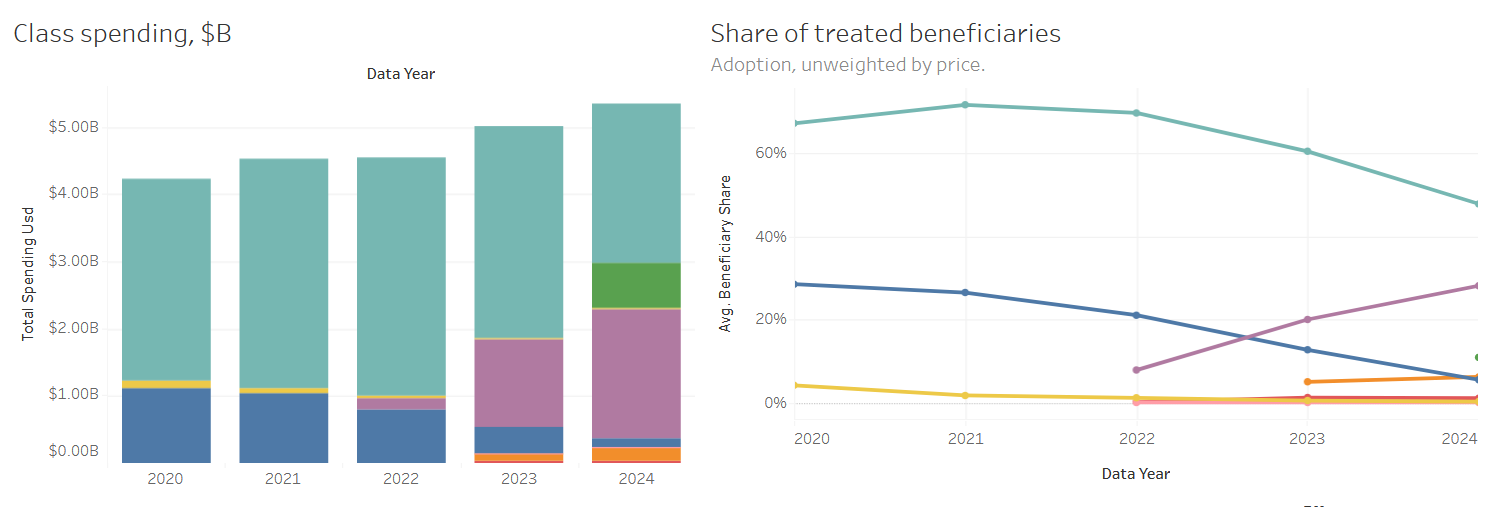 Class spending, $B
Data Year
Total Spending Usd
$5.00B
$4.00B
$3.00B
$2.00B
$1.00B
$0.00B
2020 2021 2022 2023 2024
Share of treated beneficiaries
Adoption, unweighted by price.
Avg. Beneficiary Share
60%
40%
20%
0%
2020 2021 2022 2023 2024
Data Year